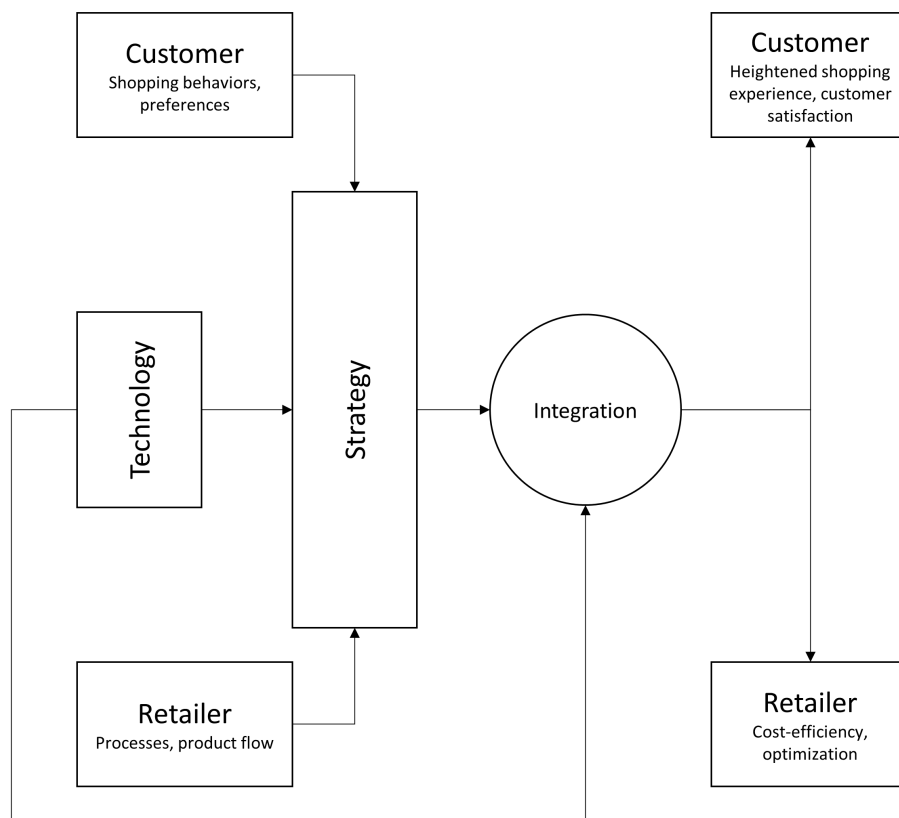 Customer
Shopping behaviors,
preferences
Customer
Heightened shopping
experience, customer
satisfaction
Technology
Strategy
Integration
Retailer
Processes, product flow
Retailer
Cost-efficiency,
optimization